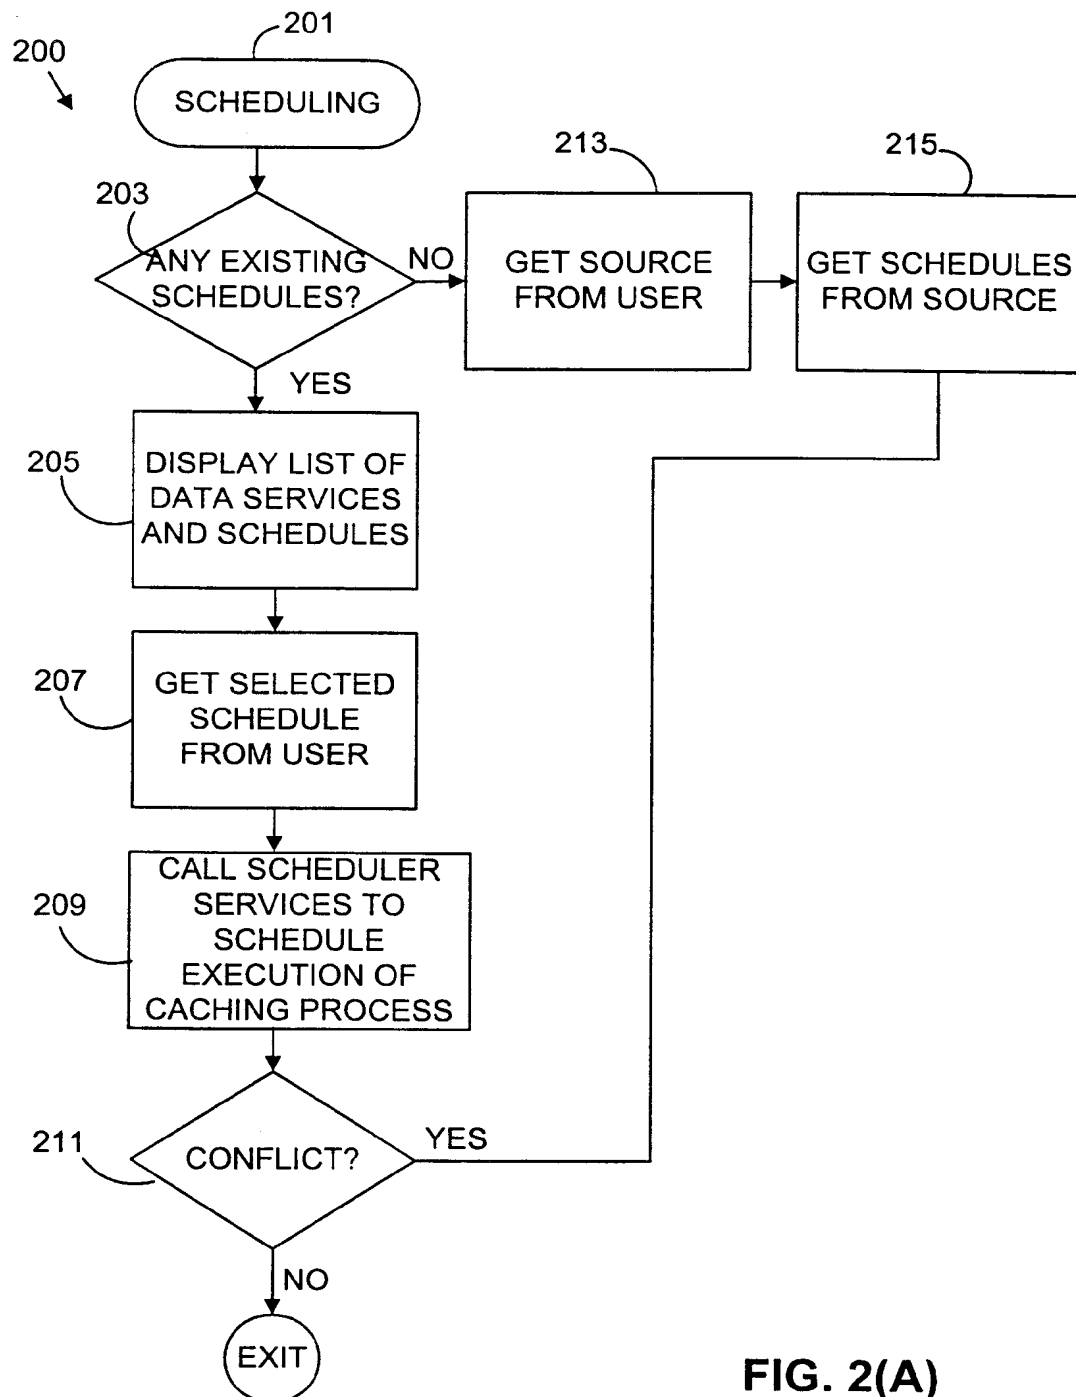 201
200
SCHEDULING
213
215
203
ANY EXISTING
SCHEDULES?
NO
GET SOURCE
FROM USER
GET SCHEDULES
FROM SOURCE
YES
205
DISPLAY LIST OF
DATA SERVICES
AND SCHEDULES
207
GET SELECTED
SCHEDULE
FROM USER
209
CALL SCHEDULER
SERVICES TO
SCHEDULE
EXECUTION OF
CACHING PROCESS
211
CONFLICT?
YES
NO
EXIT
FIG. 2(A)